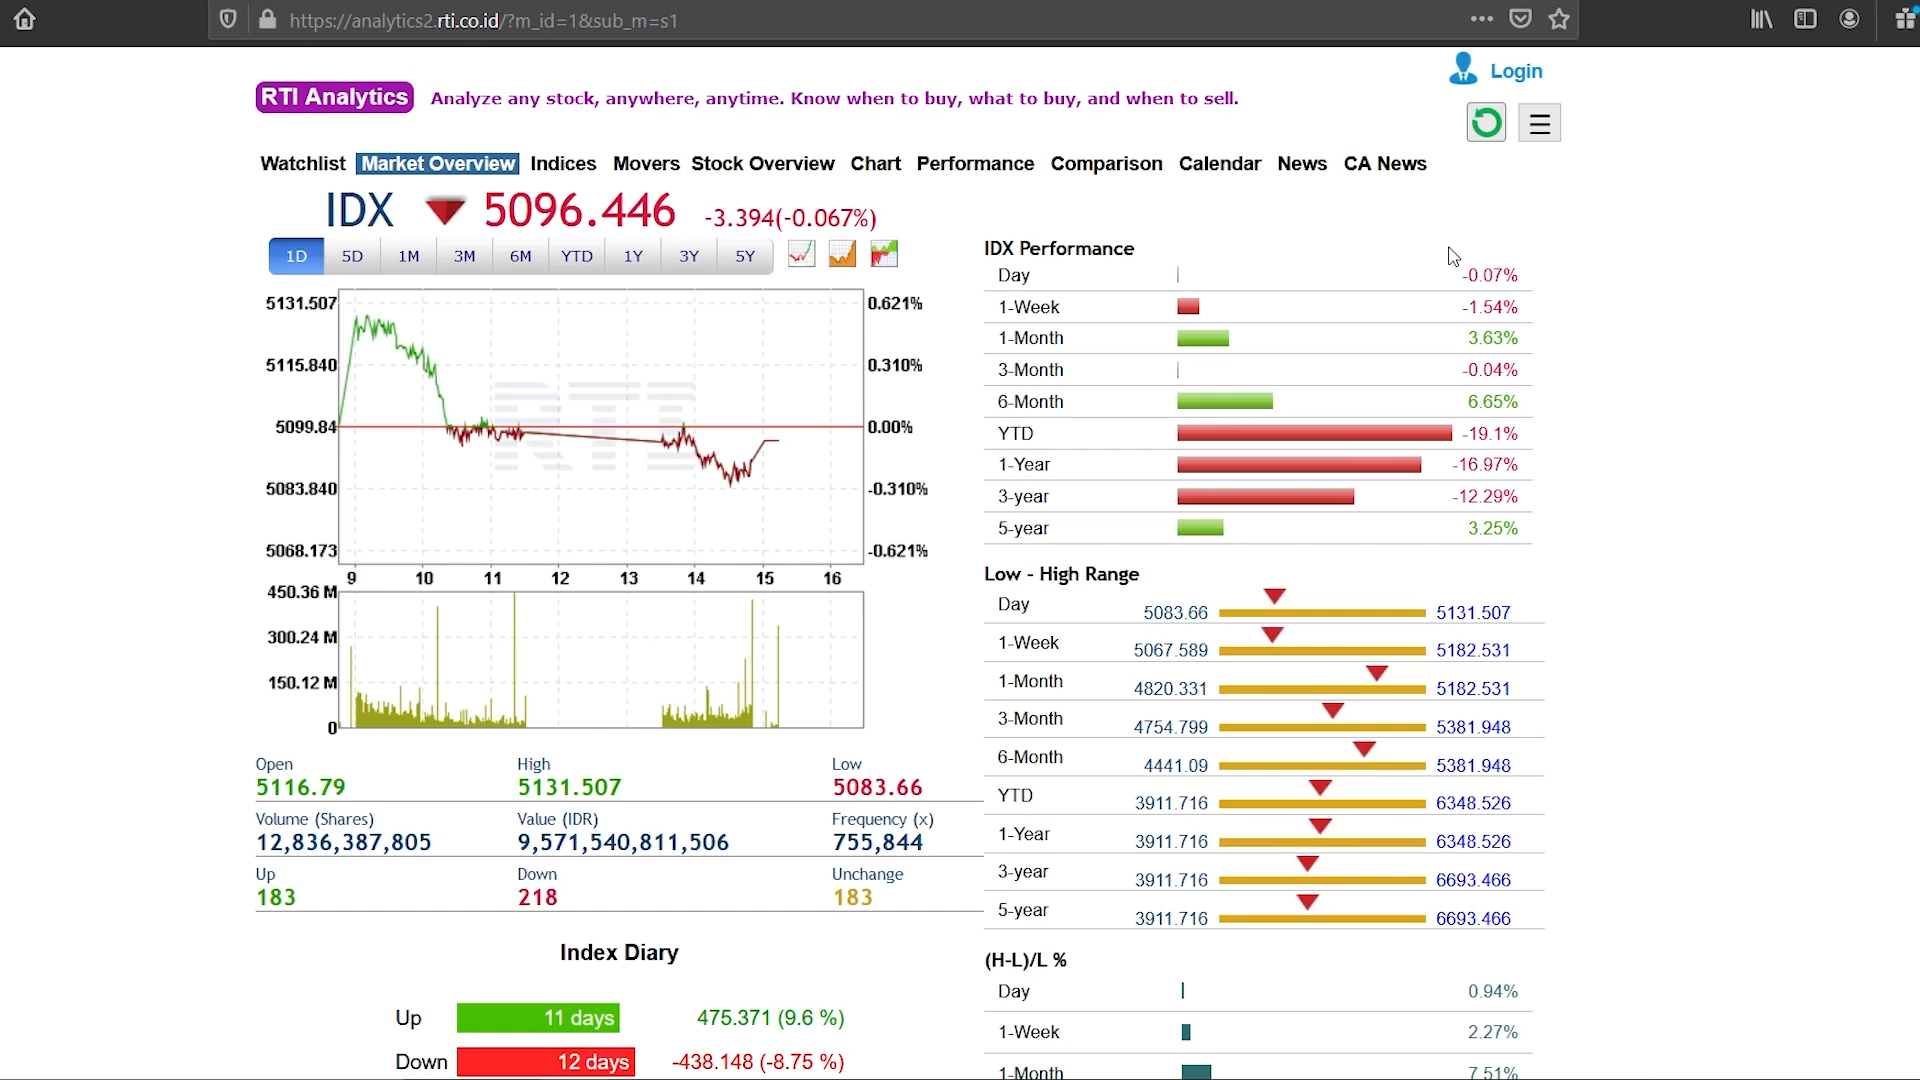 https://analytics2.rti.co.id/?m_id=1&sub_m=s1
Login
RTI Analytics Analyze any stock, anywhere, anytime. Know when to buy, what to buy, and when to sell.
Watchlist Market Overview Indices Movers Stock Overview Chart Performance Comparison Calendar News CA News
IDX 5096.446 -3.394(-0.067%)
1D 5D 1M 3M 6M YTD 1Y 3Y 5Y
5131.507 0.621%
5115.840 0.310%
5099.84 0.00%
5083.840 -0.310%
5068.173 -0.621%
RTI
9 10 11 12 13 14 15 16
450.36 M
300.24 M
150.12 M
0
Open High Low
5116.79 5131.507 5083.66
Volume (Shares) Value (IDR) Frequency (x)
12,836,387,805 9,571,540,811,506 755,844
Up Down Unchange
183 218 183
Index Diary
Up 11 days 475.371 (9.6 %)
Down 12 days -438.148 (-8.75 %)
IDX Performance
Day -0.07%
1-Week -1.54%
1-Month 3.63%
3-Month -0.04%
6-Month 6.65%
YTD -19.1%
1-Year -16.97%
3-year -12.29%
5-year 3.25%
Low - High Range
Day 5083.66 5131.507
1-Week 5067.589 5182.531
1-Month 4820.331 5182.531
3-Month 4754.799 5381.948
6-Month 4441.09 5381.948
YTD 3911.716 6348.526
1-Year 3911.716 6348.526
3-year 3911.716 6693.466
5-year 3911.716 6693.466
(H-L)/L %
Day 0.94%
1-Week 2.27%
1-Month 7.51%